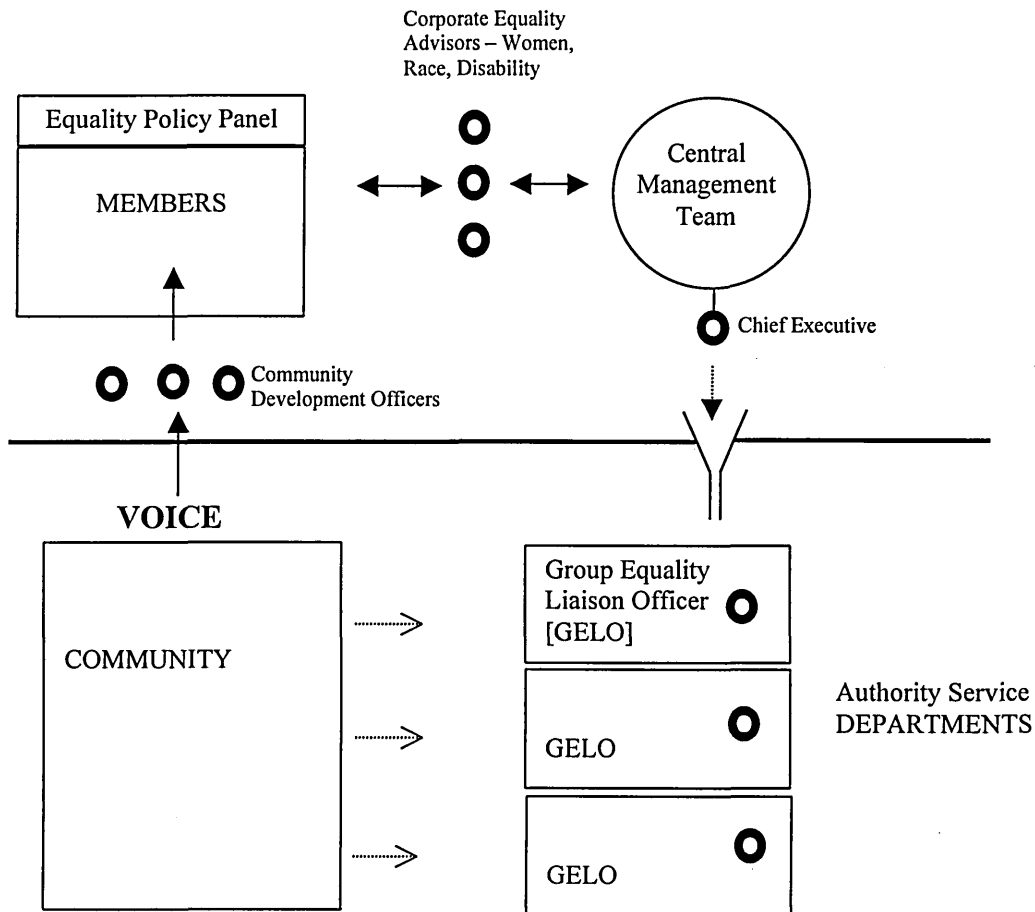 Corporate Equality
Advisors – Women,
Race, Disability
Equality Policy Panel
MEMBERS
Central
Management
Team
Chief Executive
Community
Development Officers
VOICE
COMMUNITY
Group Equality
Liaison Officer
[GELO]
GELO
GELO
Authority Service
DEPARTMENTS